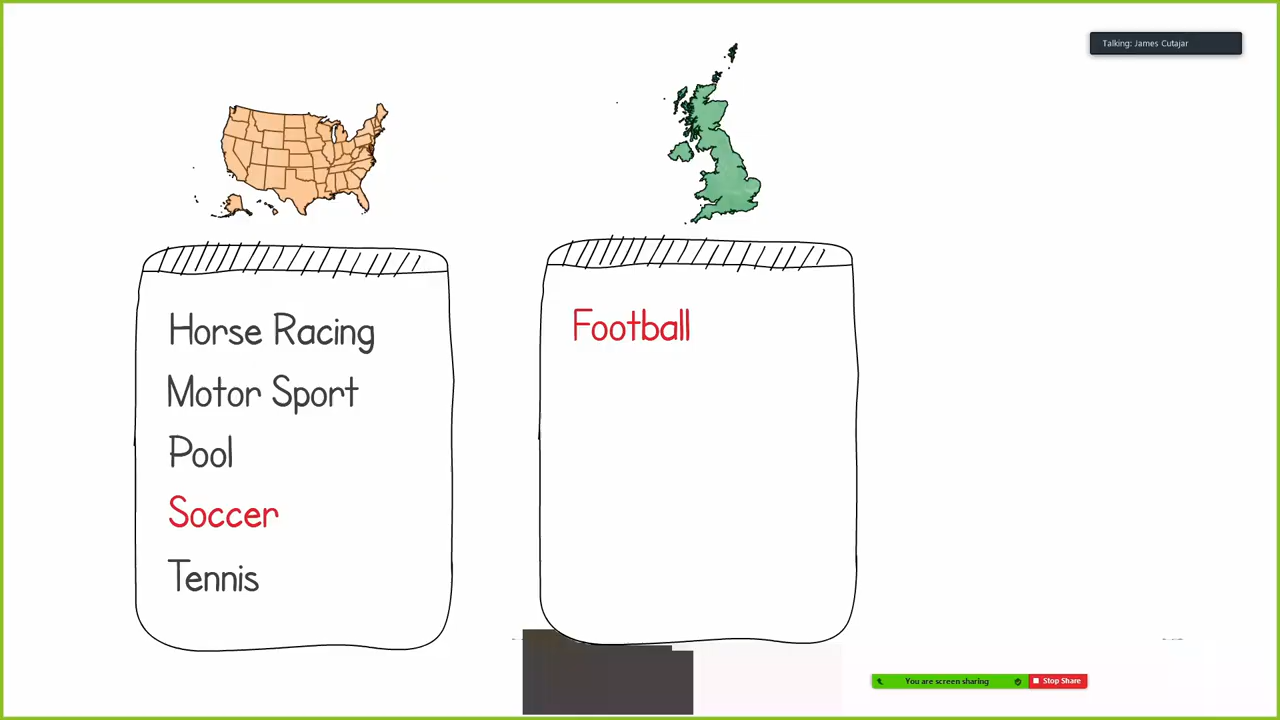 Talking: James Cutajar
Horse Racing
Motor Sport
Pool
Soccer
Tennis
Football
You are screen sharing
Stop Share